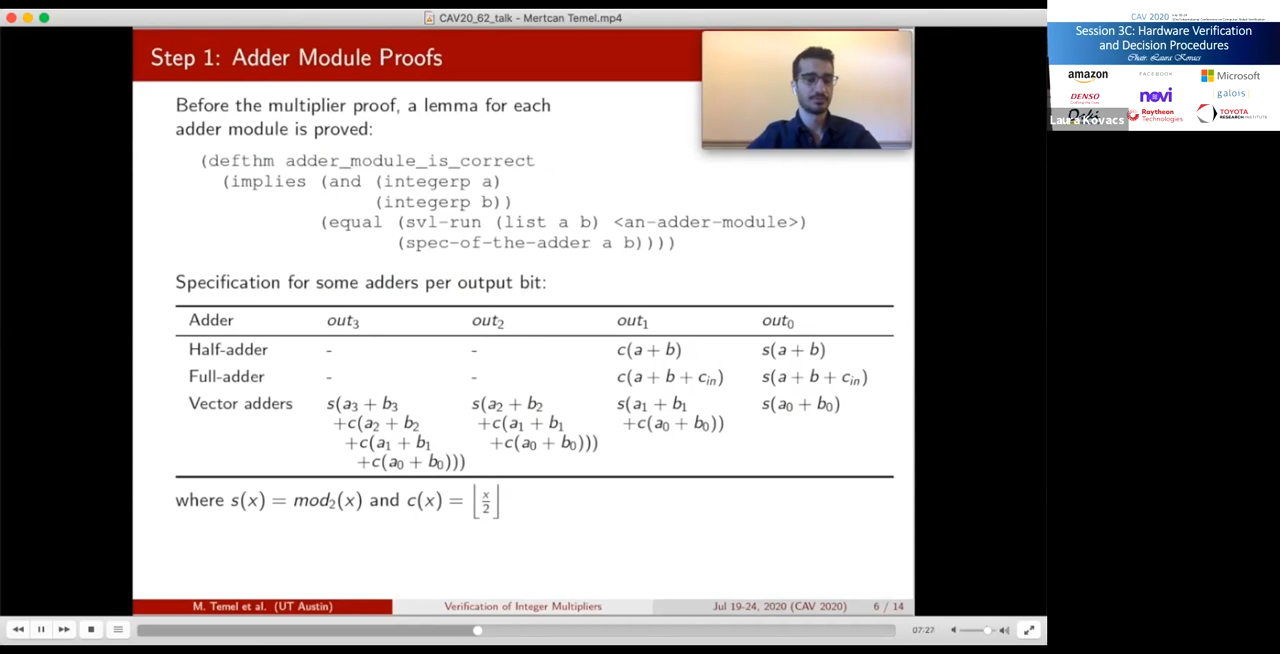 CAV20_62_talk - Mertcan Temel.mp4
Step 1: Adder Module Proofs
Before the multiplier proof, a lemma for each
adder module is proved:
(defthm adder_module_is_correct
(implies (and (integerp a)
(integerp b))
(equal (svl-run (list a b) <an-adder-module>)
(spec-of-the-adder a b))))
Specification for some adders per output bit:
Adder out₃ out₂ out₁ out₀
Half-adder - - c(a + b) s(a + b)
Full-adder - - c(a + b + cᵢₙ) s(a + b + cᵢₙ)
Vector adders s(a₃ + b₃ s(a₂ + b₂ s(a₁ + b₁ s(a₀ + b₀)
+c(a₂ + b₂ +c(a₁ + b₁ +c(a₀ + b₀))
+c(a₁ + b₁ +c(a₀ + b₀)))
+c(a₀ + b₀)))
where s(x) = mod₂(x) and c(x) = ⌊x/2⌋
M. Temel et al. (UT Austin) Verification of Integer Multipliers Jul 19-24, 2020 (CAV 2020) 6 / 14
07:27
CAV 2020
Session 3C: Hardware Verification
and Decision Procedures
Chair: Laura Kovacs
amazon FACEBOOK Microsoft
DENSO novi galois
Raytheon
Technologies
TOYOTA
RESEARCH INSTITUTE
Laura Kovacs